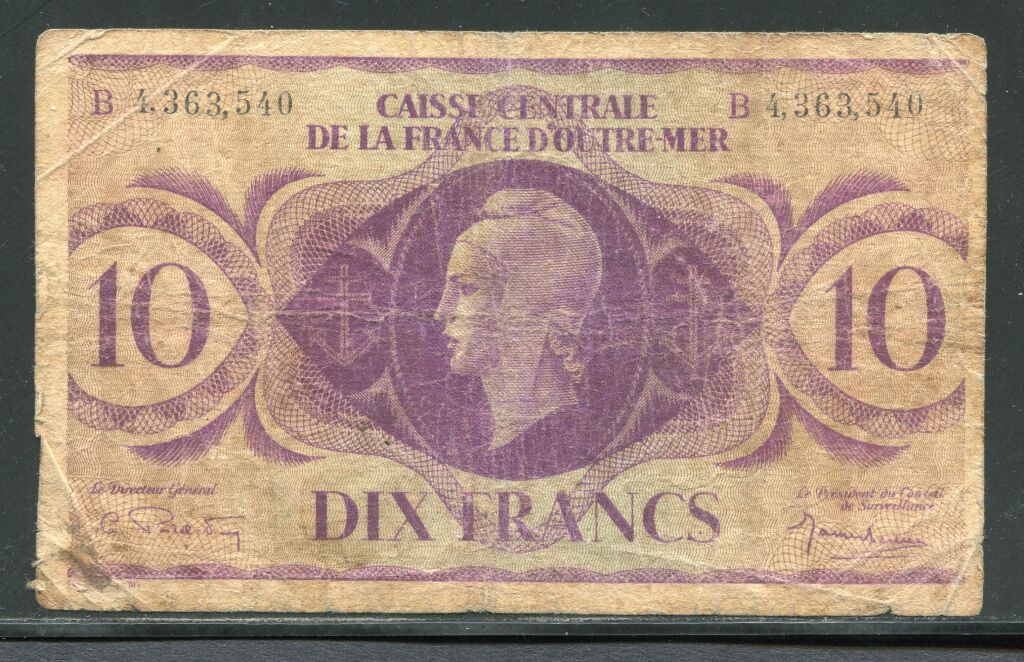 B 4,363,540
CAISSE CENTRALE
B 4,363,540
DE LA FRANCE D'OUTRE-MER
10
10
DIX FRANCS
Le Directeur Général
Le Président du Conseil
de Surveillance